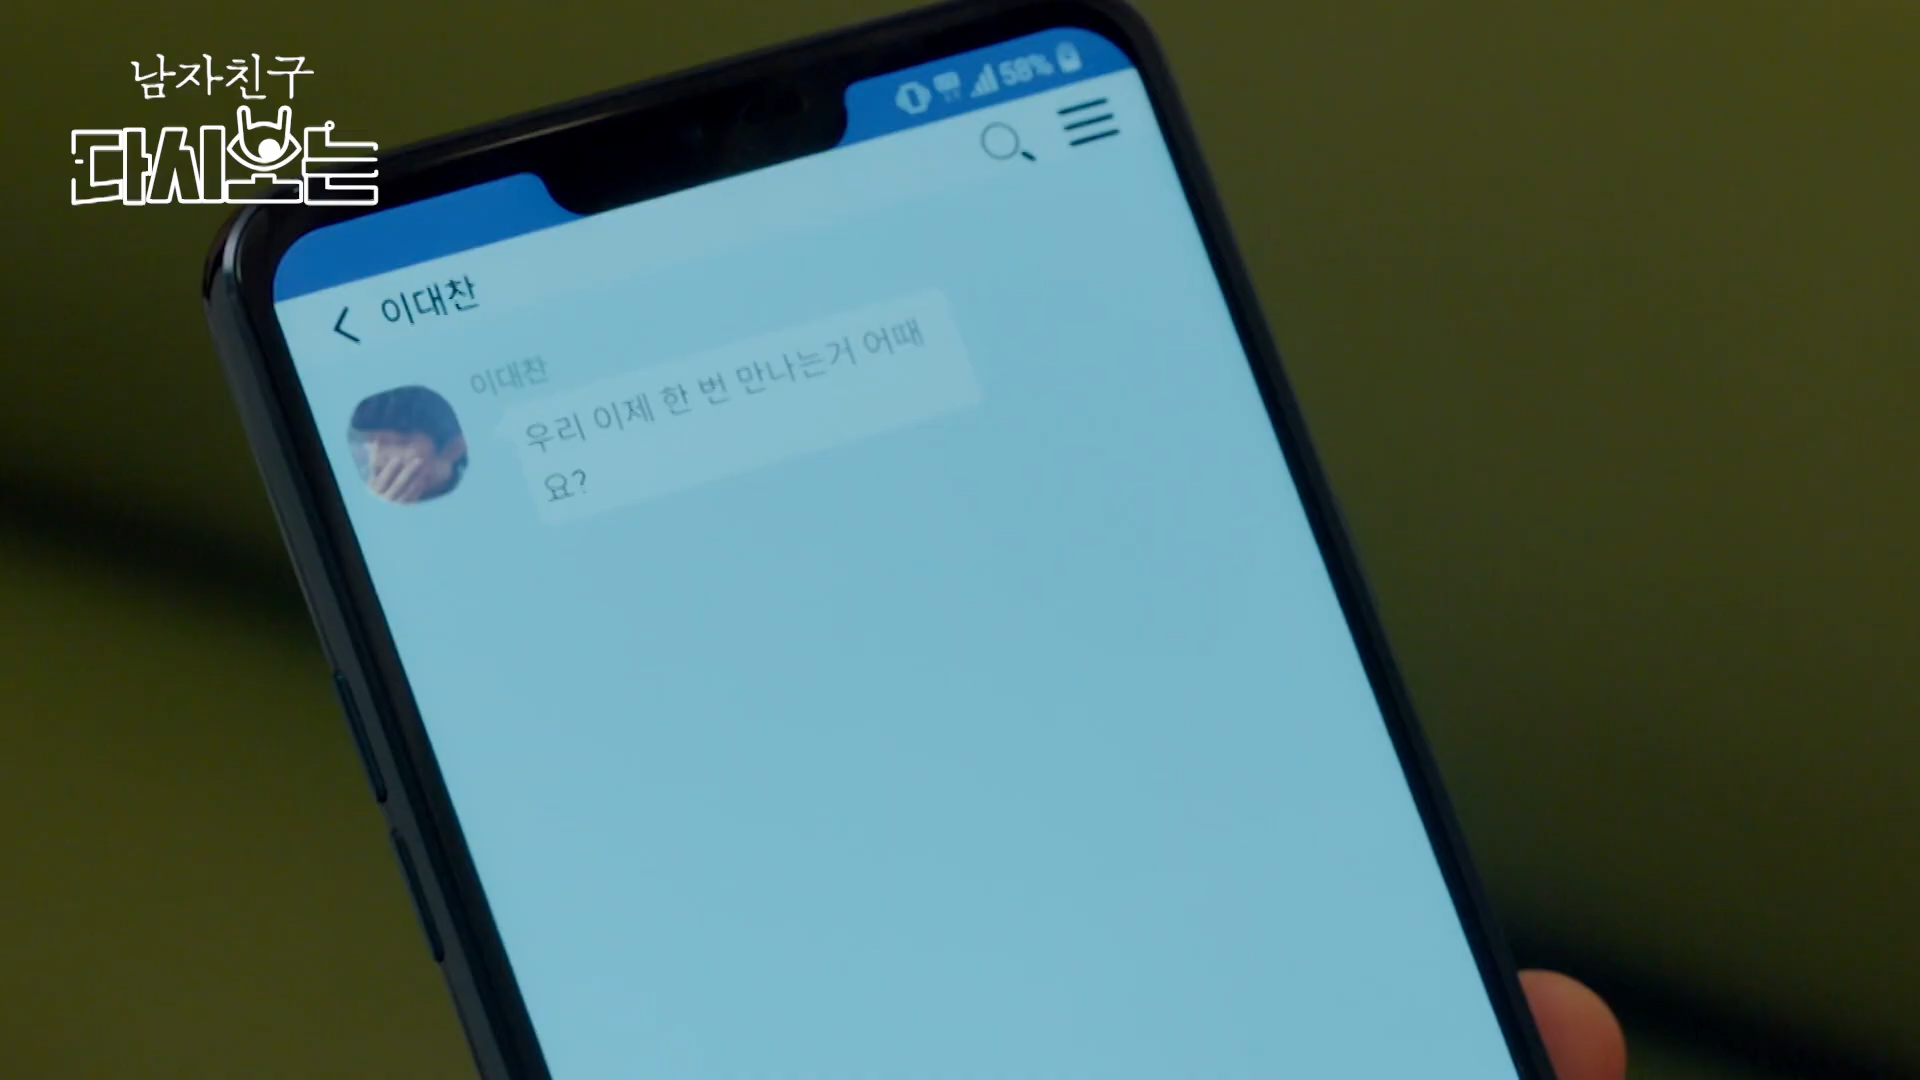 남자친구
다시보는
58%
이대찬
이대찬
우리 이제 한 번 만나는거 어때
요?